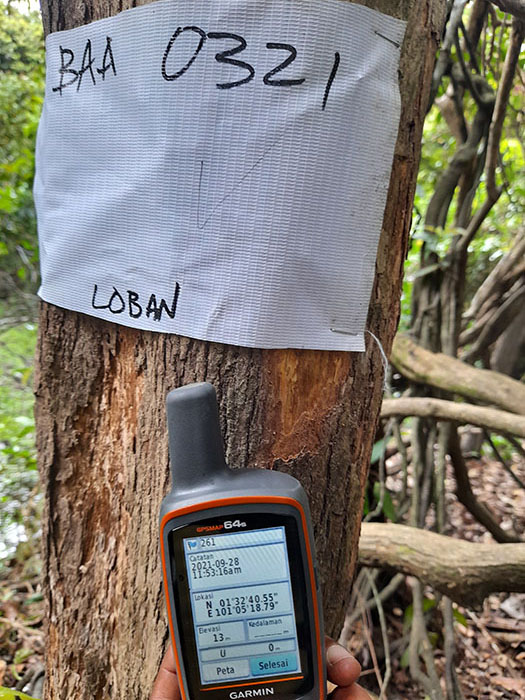 BAA 0321
LOBAN
GPSMAP 64s
261
Catatan
2021-09-28
11:53:16am
Lokasi
N 01°32'40.55"
E 101°05'18.79"
Elevasi
Kedalaman
13 m
U
0 m
Peta
Selesai
GARMIN